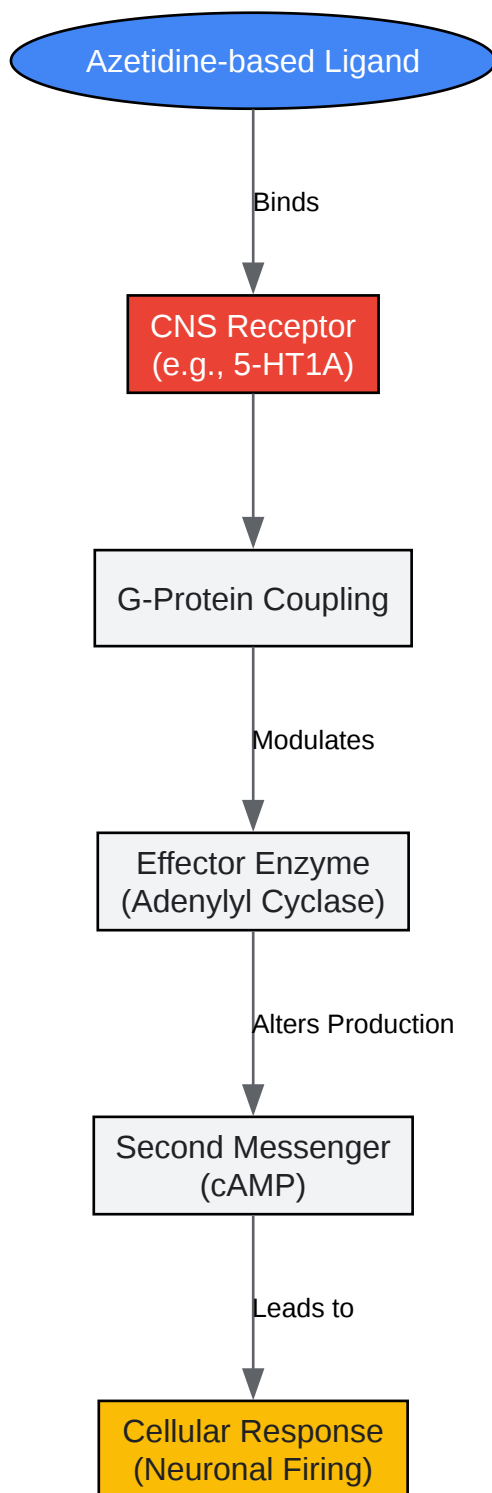 Azetidine-based Ligand
Binds
CNS Receptor
(e.g., 5-HT1A)
G-Protein Coupling
Modulates
Effector Enzyme
(Adenylyl Cyclase)
Alters Production
Second Messenger
(cAMP)
Leads to
Cellular Response
(Neuronal Firing)